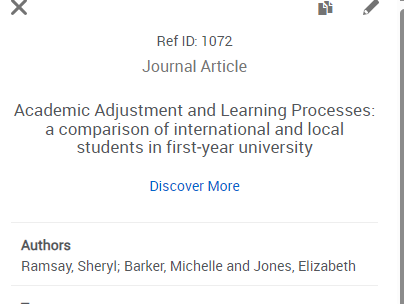 Ref ID: 1072
Journal Article
Academic Adjustment and Learning Processes:
a comparison of international and local
students in first-year university
Discover More
Authors
Ramsay, Sheryl; Barker, Michelle and Jones, Elizabeth